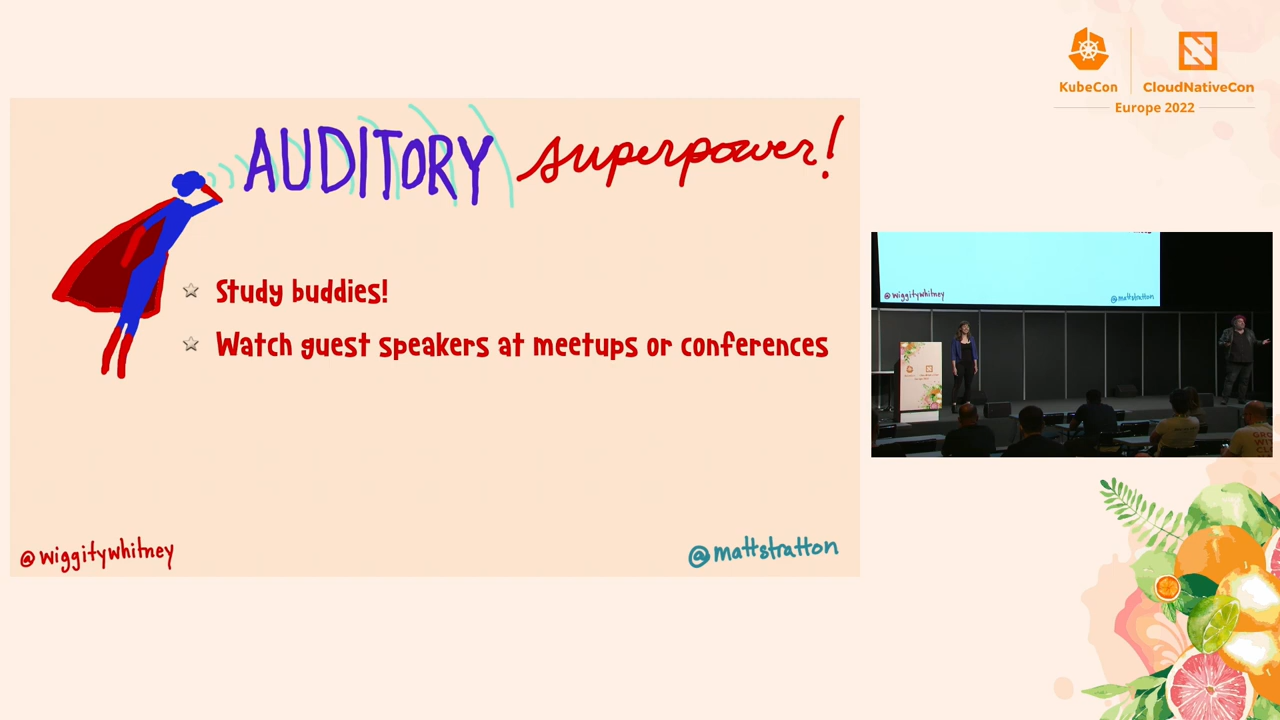 KubeCon
CloudNativeCon
Europe 2022
AUDITORY superpower!
Study buddies!
Watch guest speakers at meetups or conferences
@wiggitywhitney
@mattstratton
@wiggitywhitney
@mattstratton